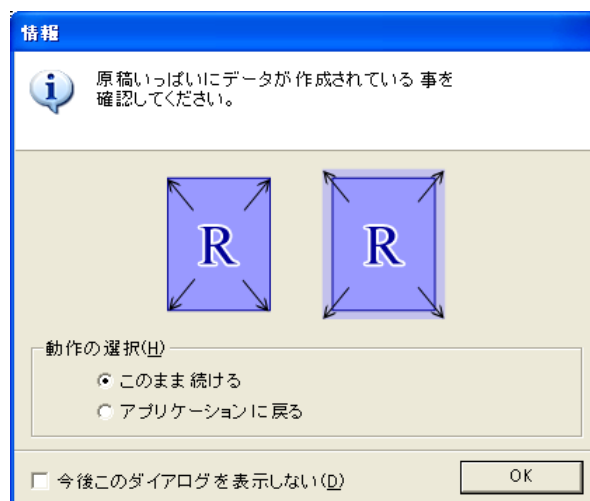 情報
原稿いっぱいにデータが作成されている 事を
確認してください。
R R
動作の選択(H)
このまま 続ける
アプリケーションに戻る
今後このダイアログを表示しない(D)
OK